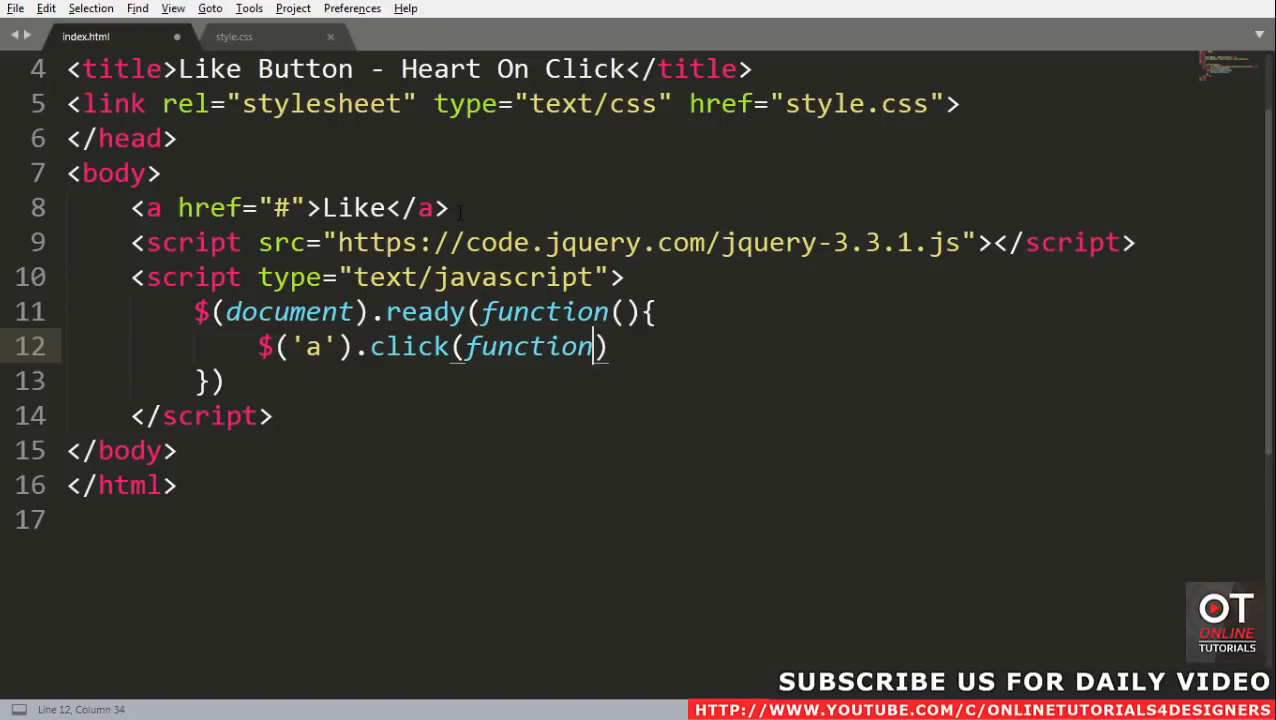 File Edit Selection Find View Goto Tools Project Preferences Help
index.html style.css
4 <title>Like Button - Heart On Click</title>
5 <link rel="stylesheet" type="text/css" href="style.css">
6 </head>
7 <body>
8 <a href="#">Like</a>
9 <script src="https://code.jquery.com/jquery-3.3.1.js"></script>
10 <script type="text/javascript">
11 $(document).ready(function(){
12 $('a').click(function)
13 })
14 </script>
15 </body>
16 </html>
17
OT
ONLINE
TUTORIALS
SUBSCRIBE US FOR DAILY VIDEO
Line 12, Column 34
HTTP://WWW.YOUTUBE.COM/C/ONLINETUTORIALS4DESIGNERS